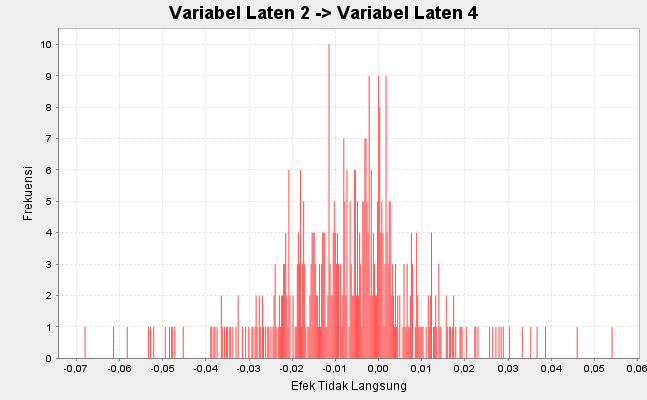 Variabel Laten 2 -> Variabel Laten 4
Frekuensi
10
9
8
7
6
5
4
3
2
1
0
-0,07 -0,06 -0,05 -0,04 -0,03 -0,02 -0,01 0,00 0,01 0,02 0,03 0,04 0,05 0,06
Efek Tidak Langsung